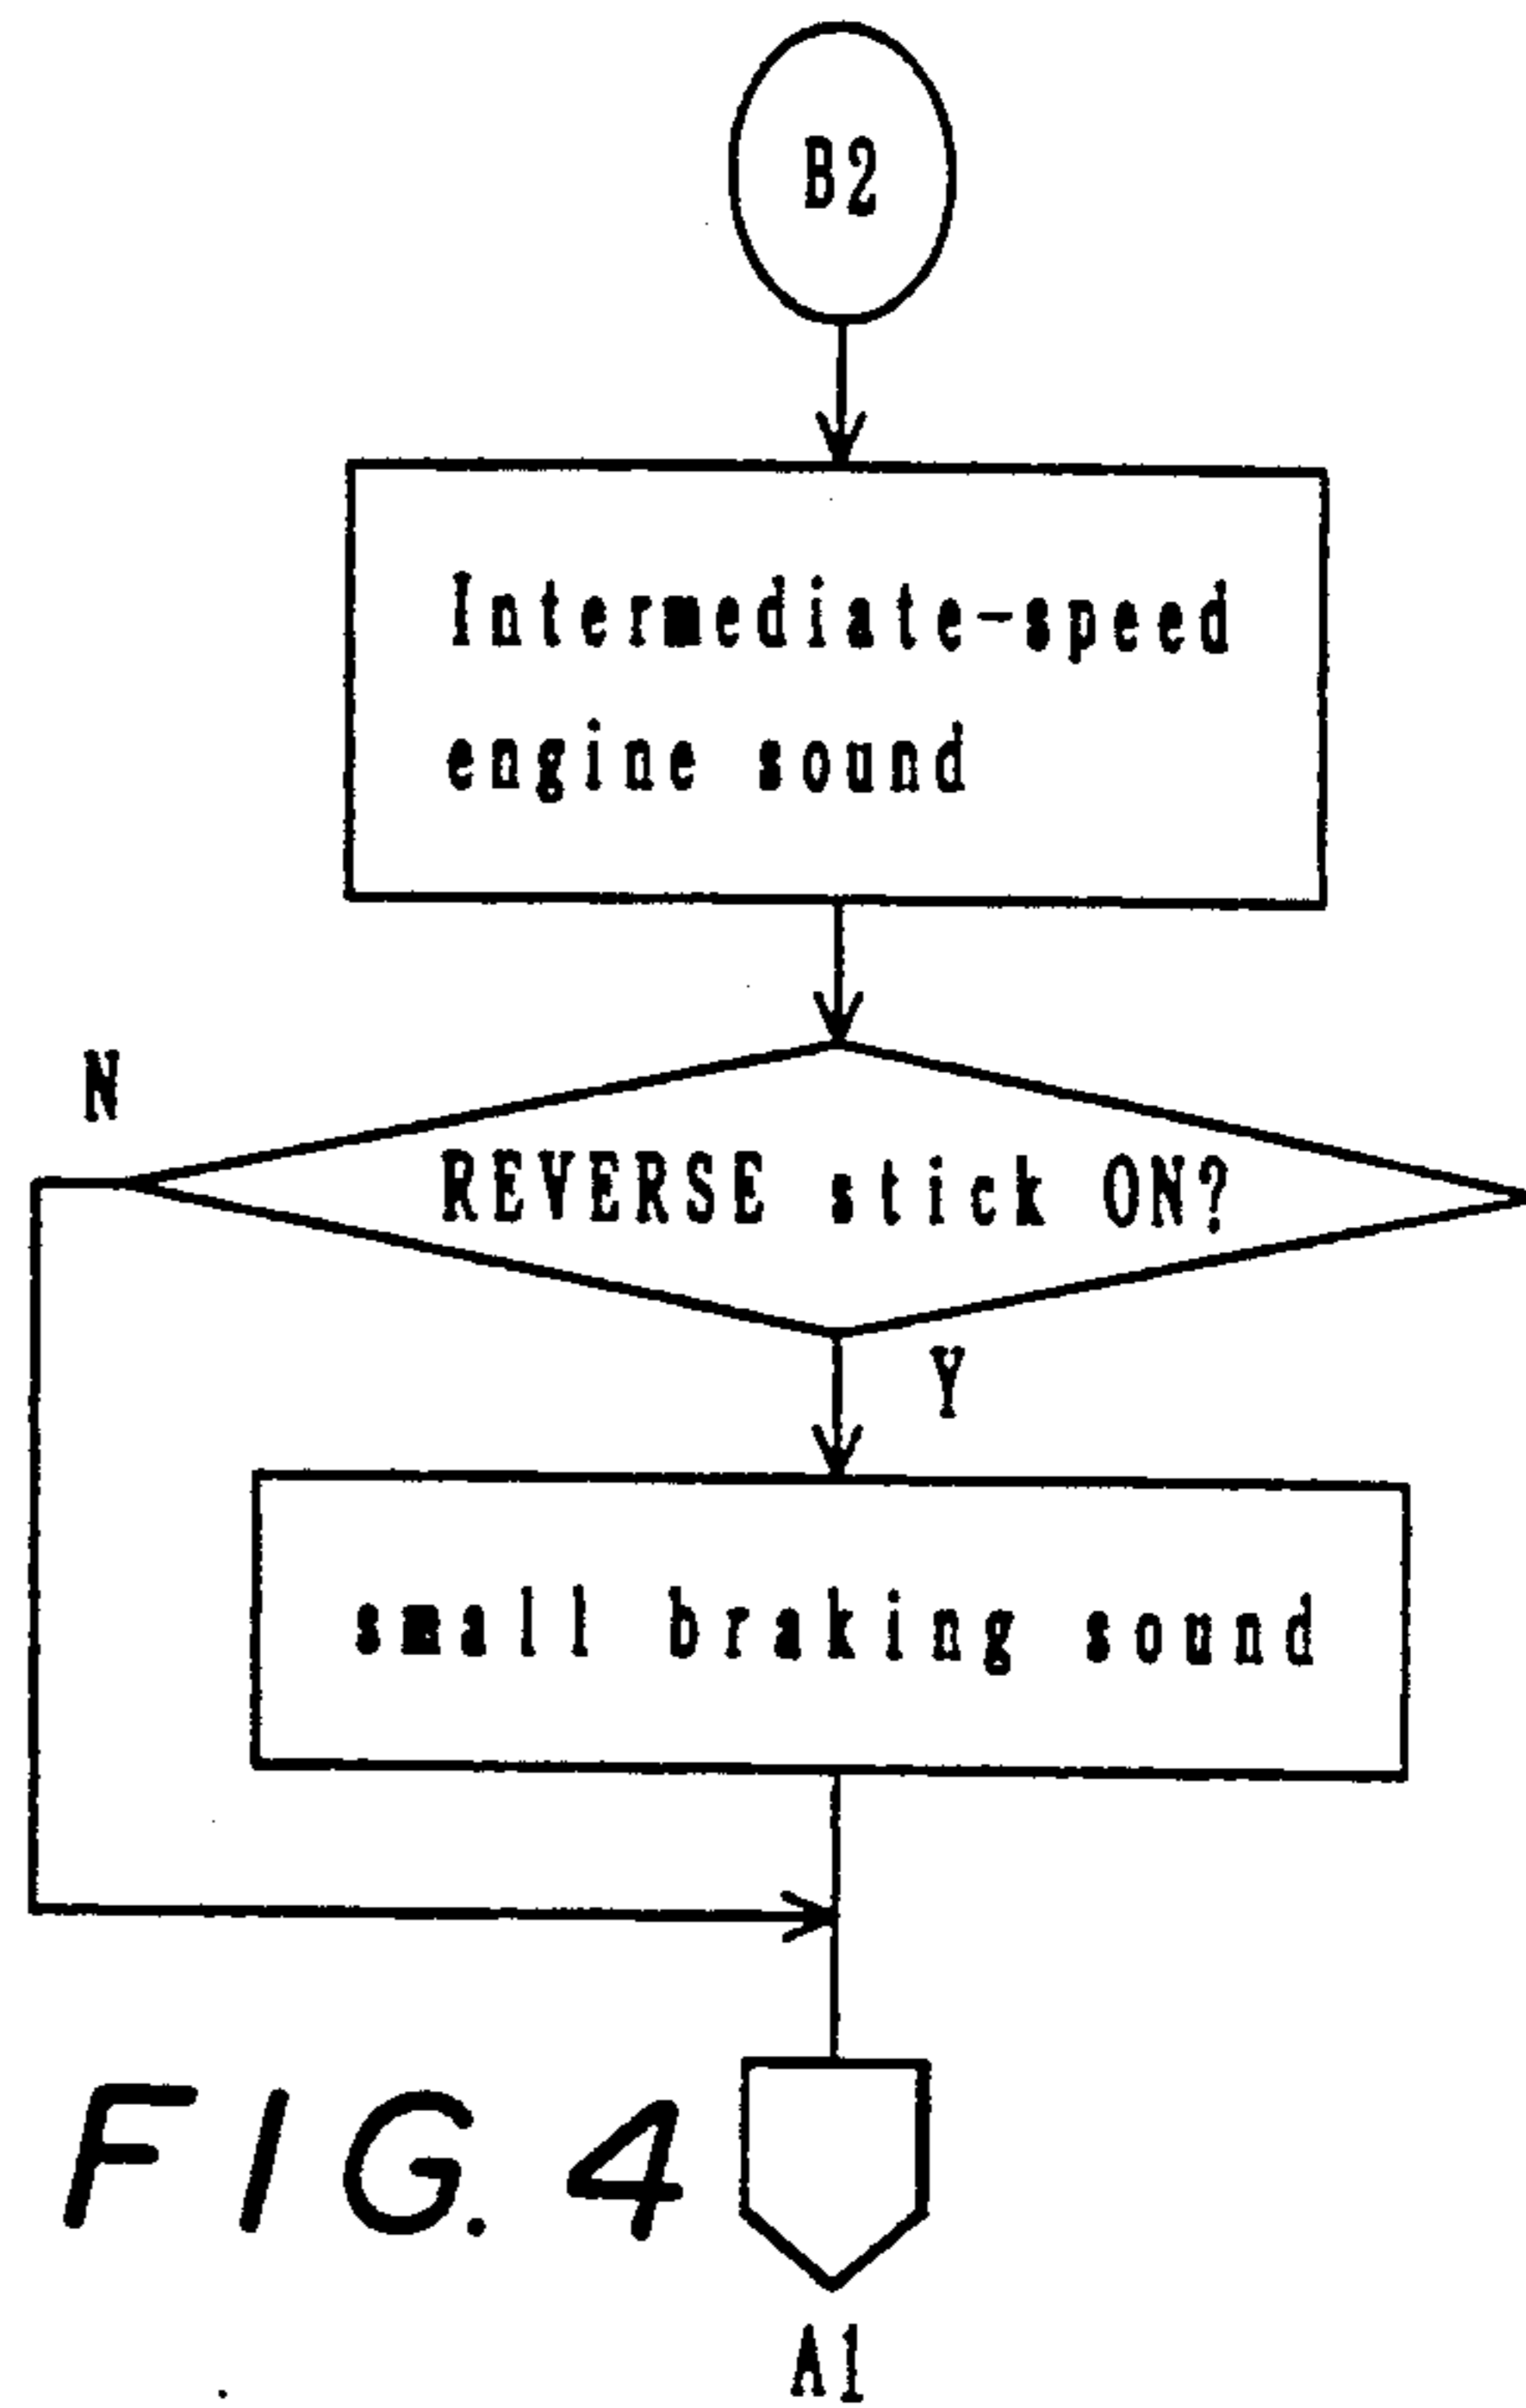 B2
Intermediate-speed
engine sound
N
REVERSE stick ON?
Y
small braking sound
FIG. 4
A1